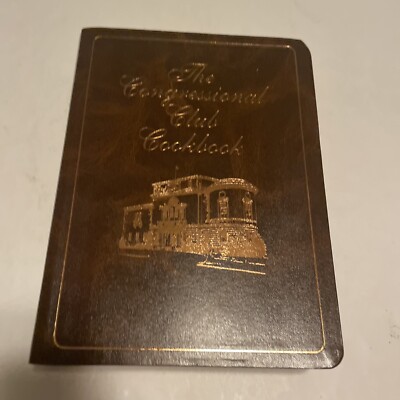 The
Congressional
Club
Cookbook